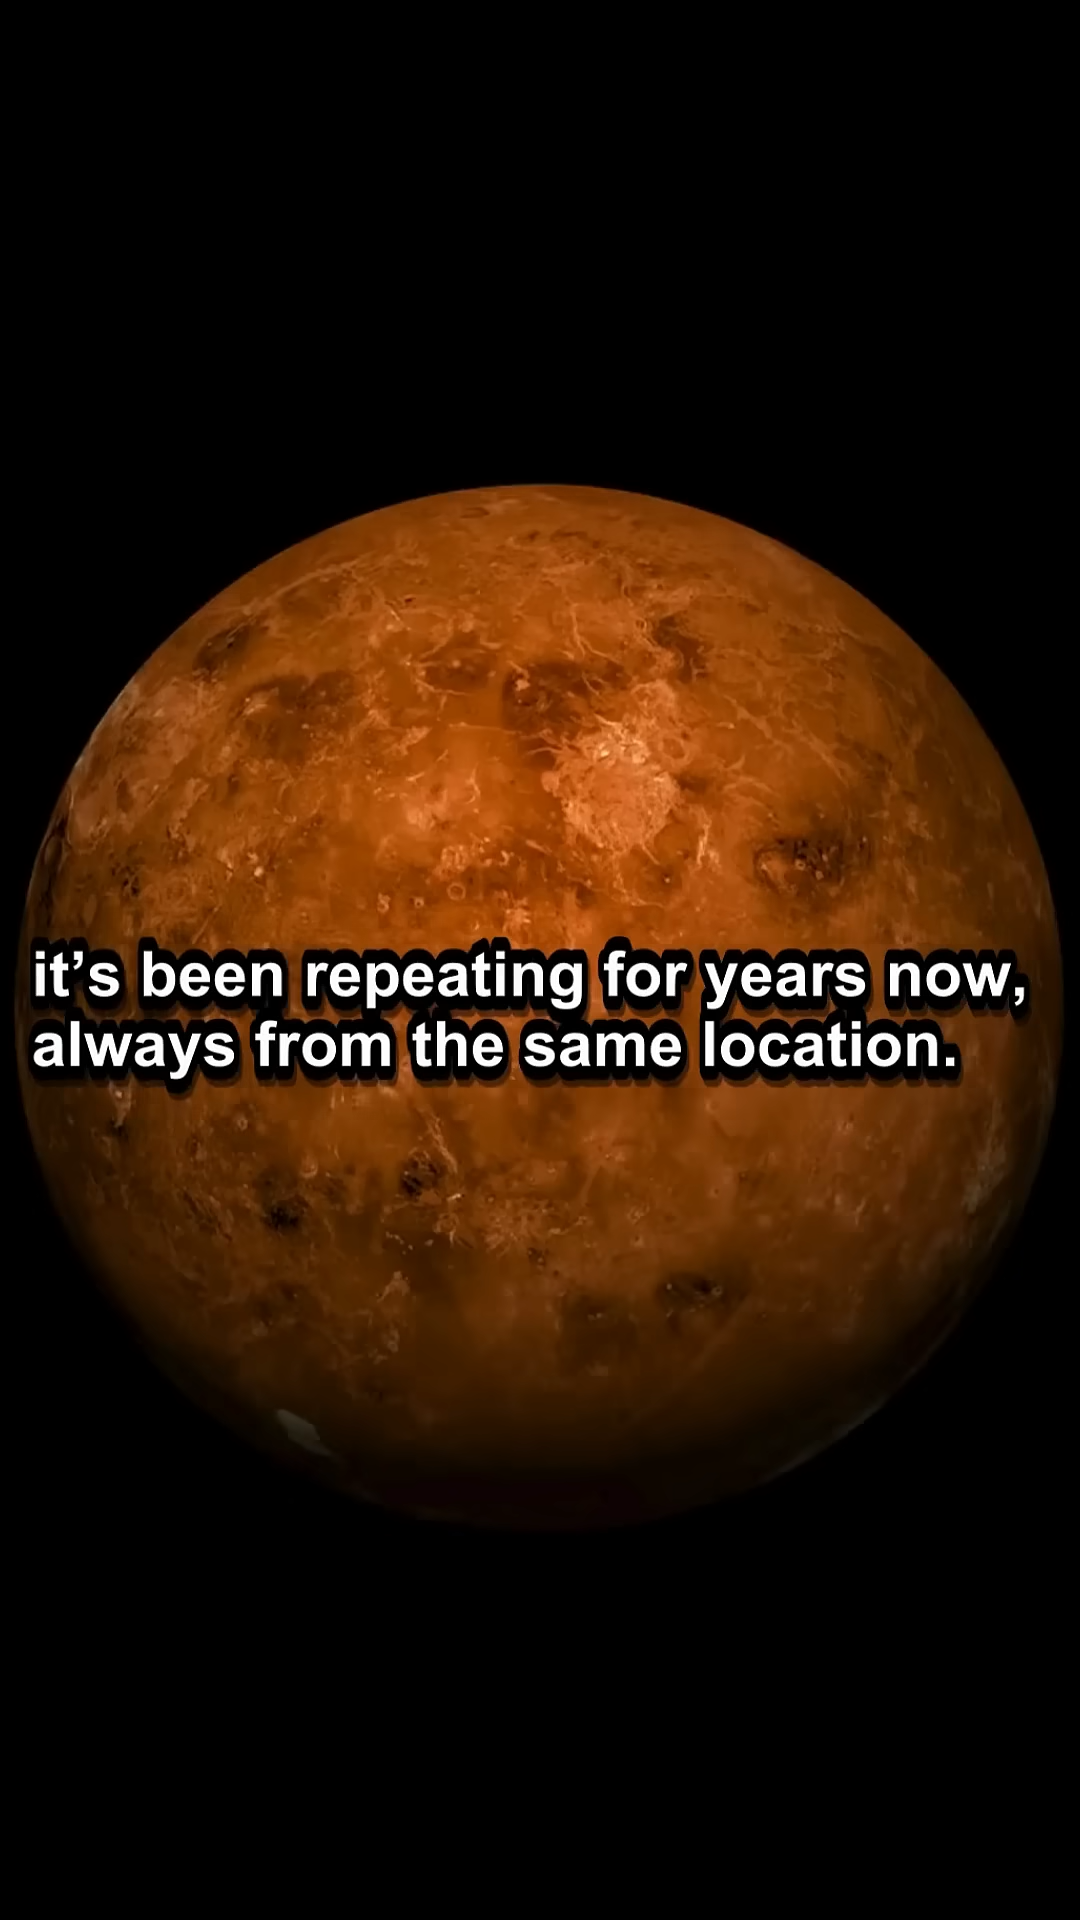 it’s been repeating for years now,
always from the same location.